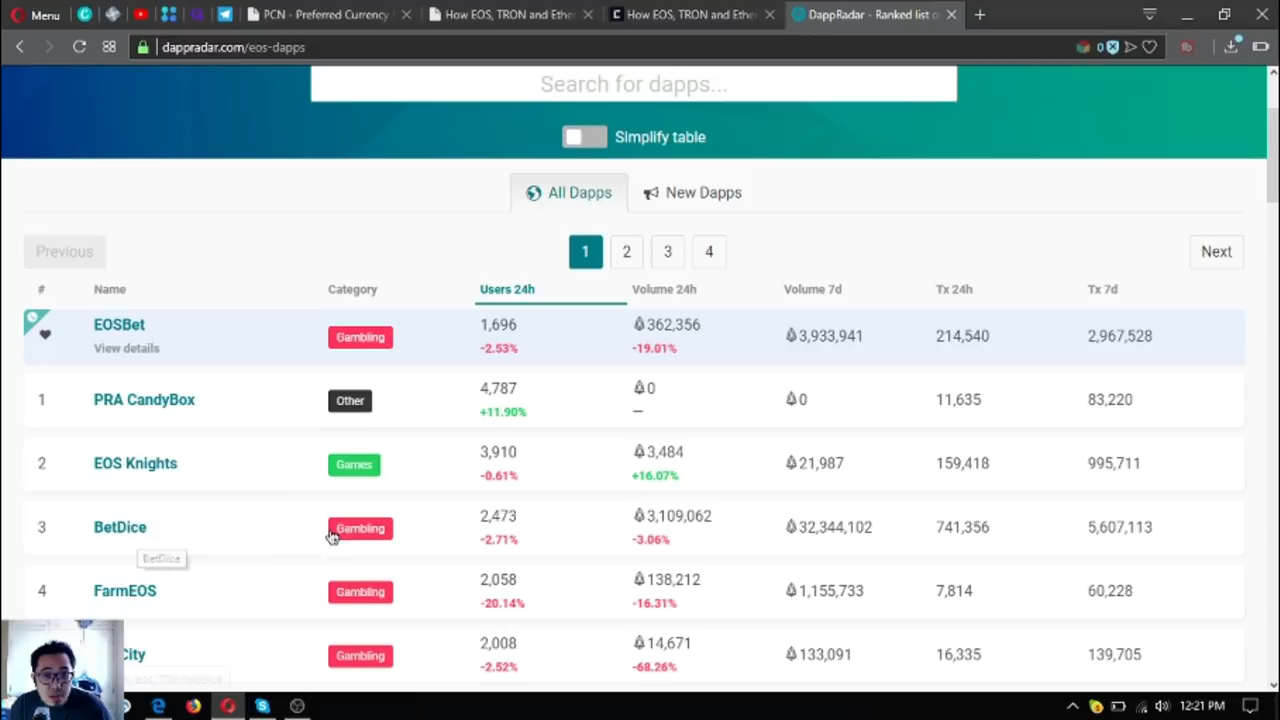 Menu
PCN - Preferred Currency
How EOS, TRON and Ether
How EOS, TRON and Ether
DappRadar - Ranked list o
dappradar.com/eos-dapps
0
Search for dapps...
Simplify table
All Dapps
New Dapps
Previous
1
2
3
4
Next
#
Name
Category
Users 24h
Volume 24h
Volume 7d
Tx 24h
Tx 7d
EOSBet
View details
Gambling
1,696
-2.53%
362,356
-19.01%
3,933,941
214,540
2,967,528
1
PRA CandyBox
Other
4,787
+11.90%
0
—
0
11,635
83,220
2
EOS Knights
Games
3,910
-0.61%
3,484
+16.07%
21,987
159,418
995,711
3
BetDice
Gambling
2,473
-2.71%
3,109,062
-3.06%
32,344,102
741,356
5,607,113
BetDice
4
FarmEOS
Gambling
2,058
-20.14%
138,212
-16.31%
1,155,733
7,814
60,228
City
Gambling
2,008
-2.52%
14,671
-68.26%
133,091
16,335
139,705
12:21 PM